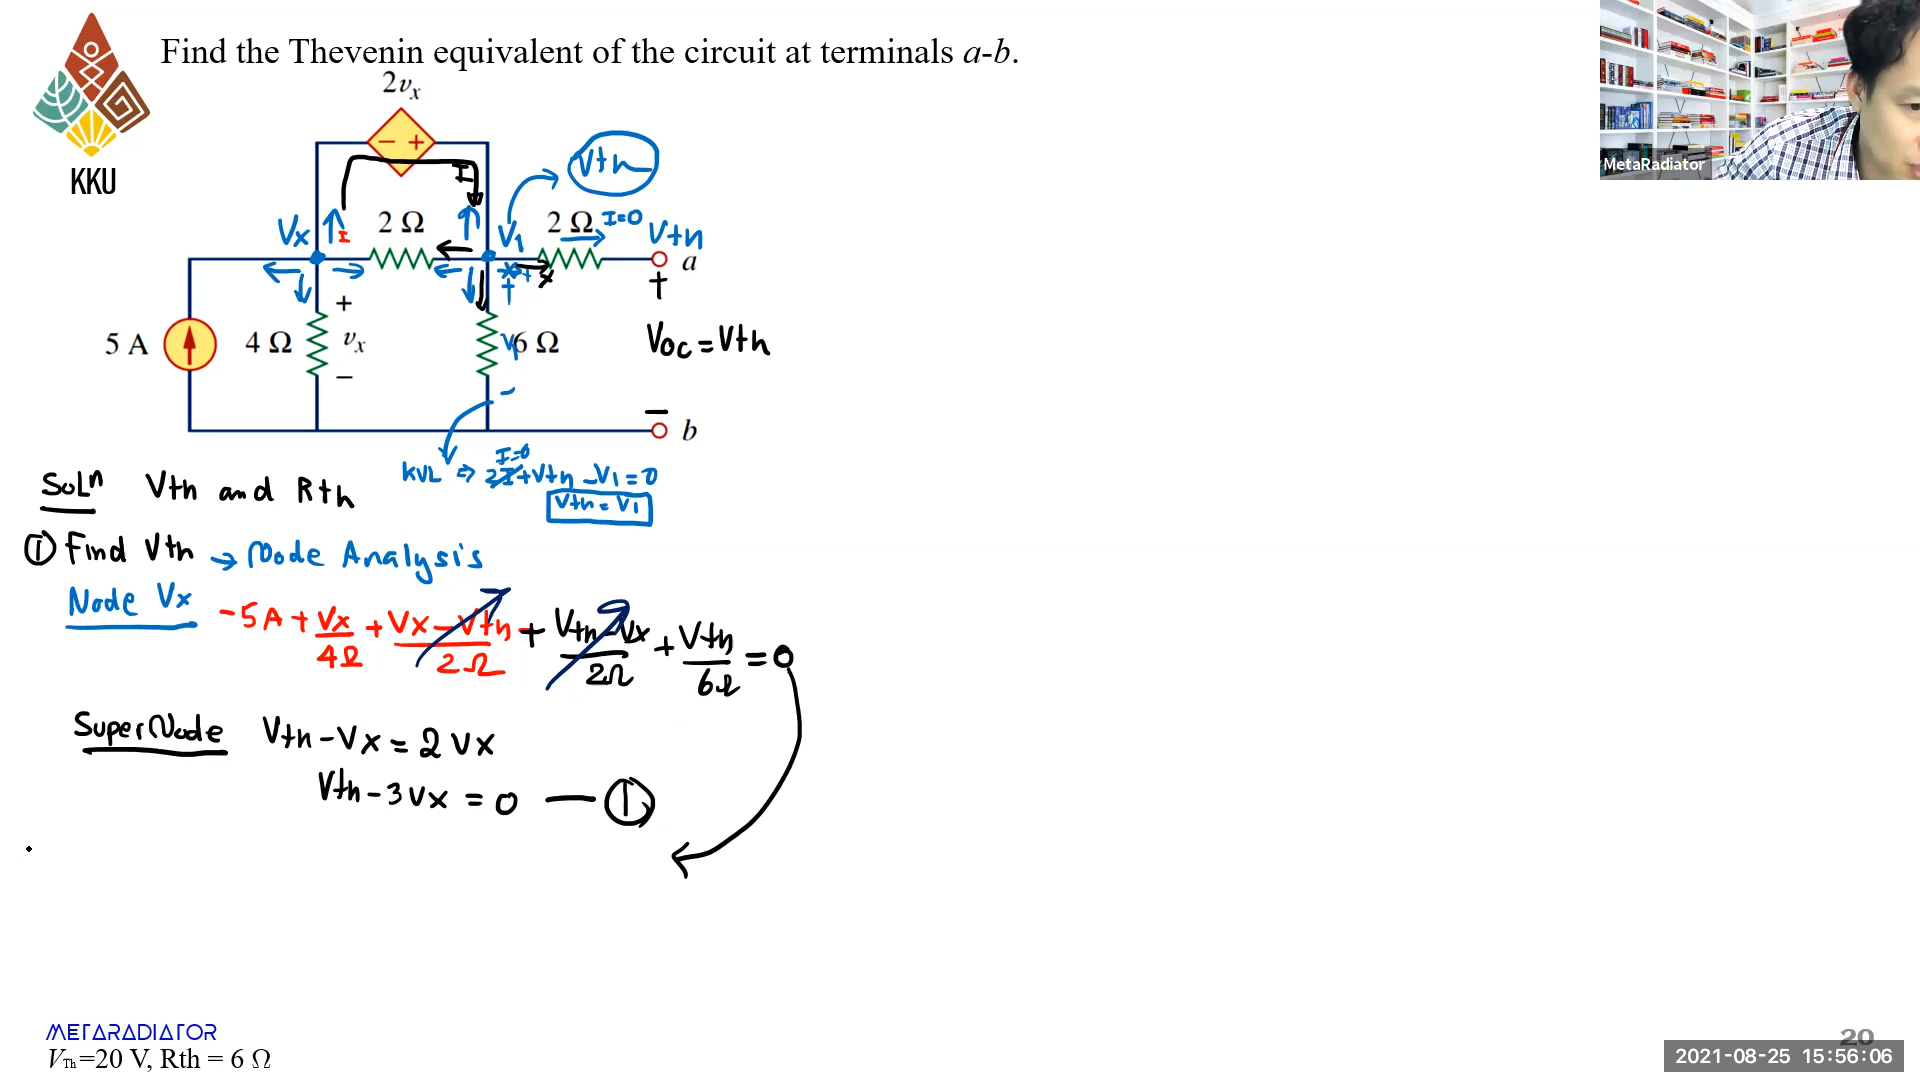 Find the Thevenin equivalent of the circuit at terminals a-b.
KKU
2vx
I
Vth
Vx
I
2 Ω
V1
2 Ω
I=0
Vth
a
+
+
5 A
4 Ω
vx
V1
6 Ω
Voc = Vth
−
−
−
b
I=0
KVL ⇒ 2I + Vth − V1 = 0
Vth = V1
Solⁿ Vth and Rth
① Find Vth → Node Analysis
Node Vx −5A + Vx/4Ω + Vx − Vth/2Ω + Vth − Vx/2Ω + Vth/6Ω = 0
SuperNode Vth − Vx = 2Vx
Vth − 3Vx = 0 — ①
METARADIATOR
VTh=20 V, Rth = 6 Ω
MetaRadiator
20
2021-08-25 15:56:06